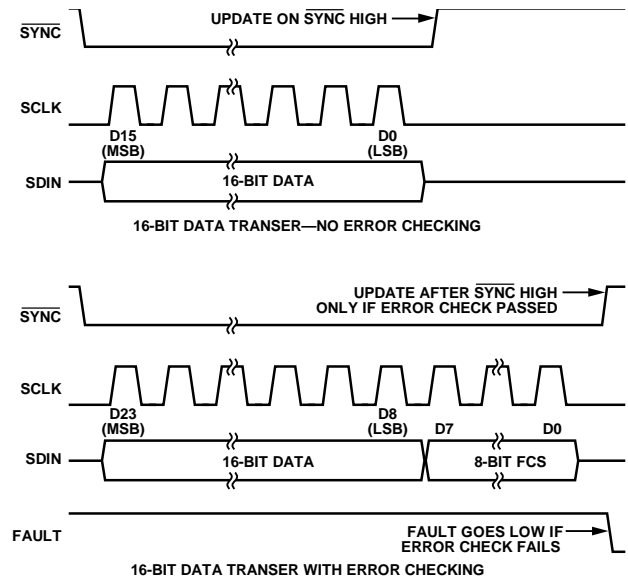 UPDATE ON SYNC HIGH
SYNC
SCLK
D15
(MSB)
D0
(LSB)
SDIN
16-BIT DATA
16-BIT DATA TRANSER—NO ERROR CHECKING
UPDATE AFTER SYNC HIGH
ONLY IF ERROR CHECK PASSED
SYNC
SCLK
D23
(MSB)
D8
(LSB)
D7
D0
SDIN
16-BIT DATA
8-BIT FCS
FAULT
FAULT GOES LOW IF
ERROR CHECK FAILS
16-BIT DATA TRANSER WITH ERROR CHECKING